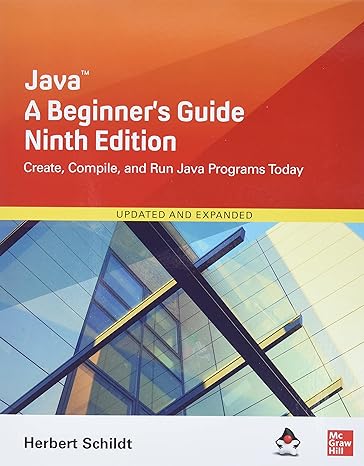 Java™
A Beginner's Guide
Ninth Edition
Create, Compile, and Run Java Programs Today
UPDATED AND EXPANDED
Herbert Schildt
Mc
Graw
Hill